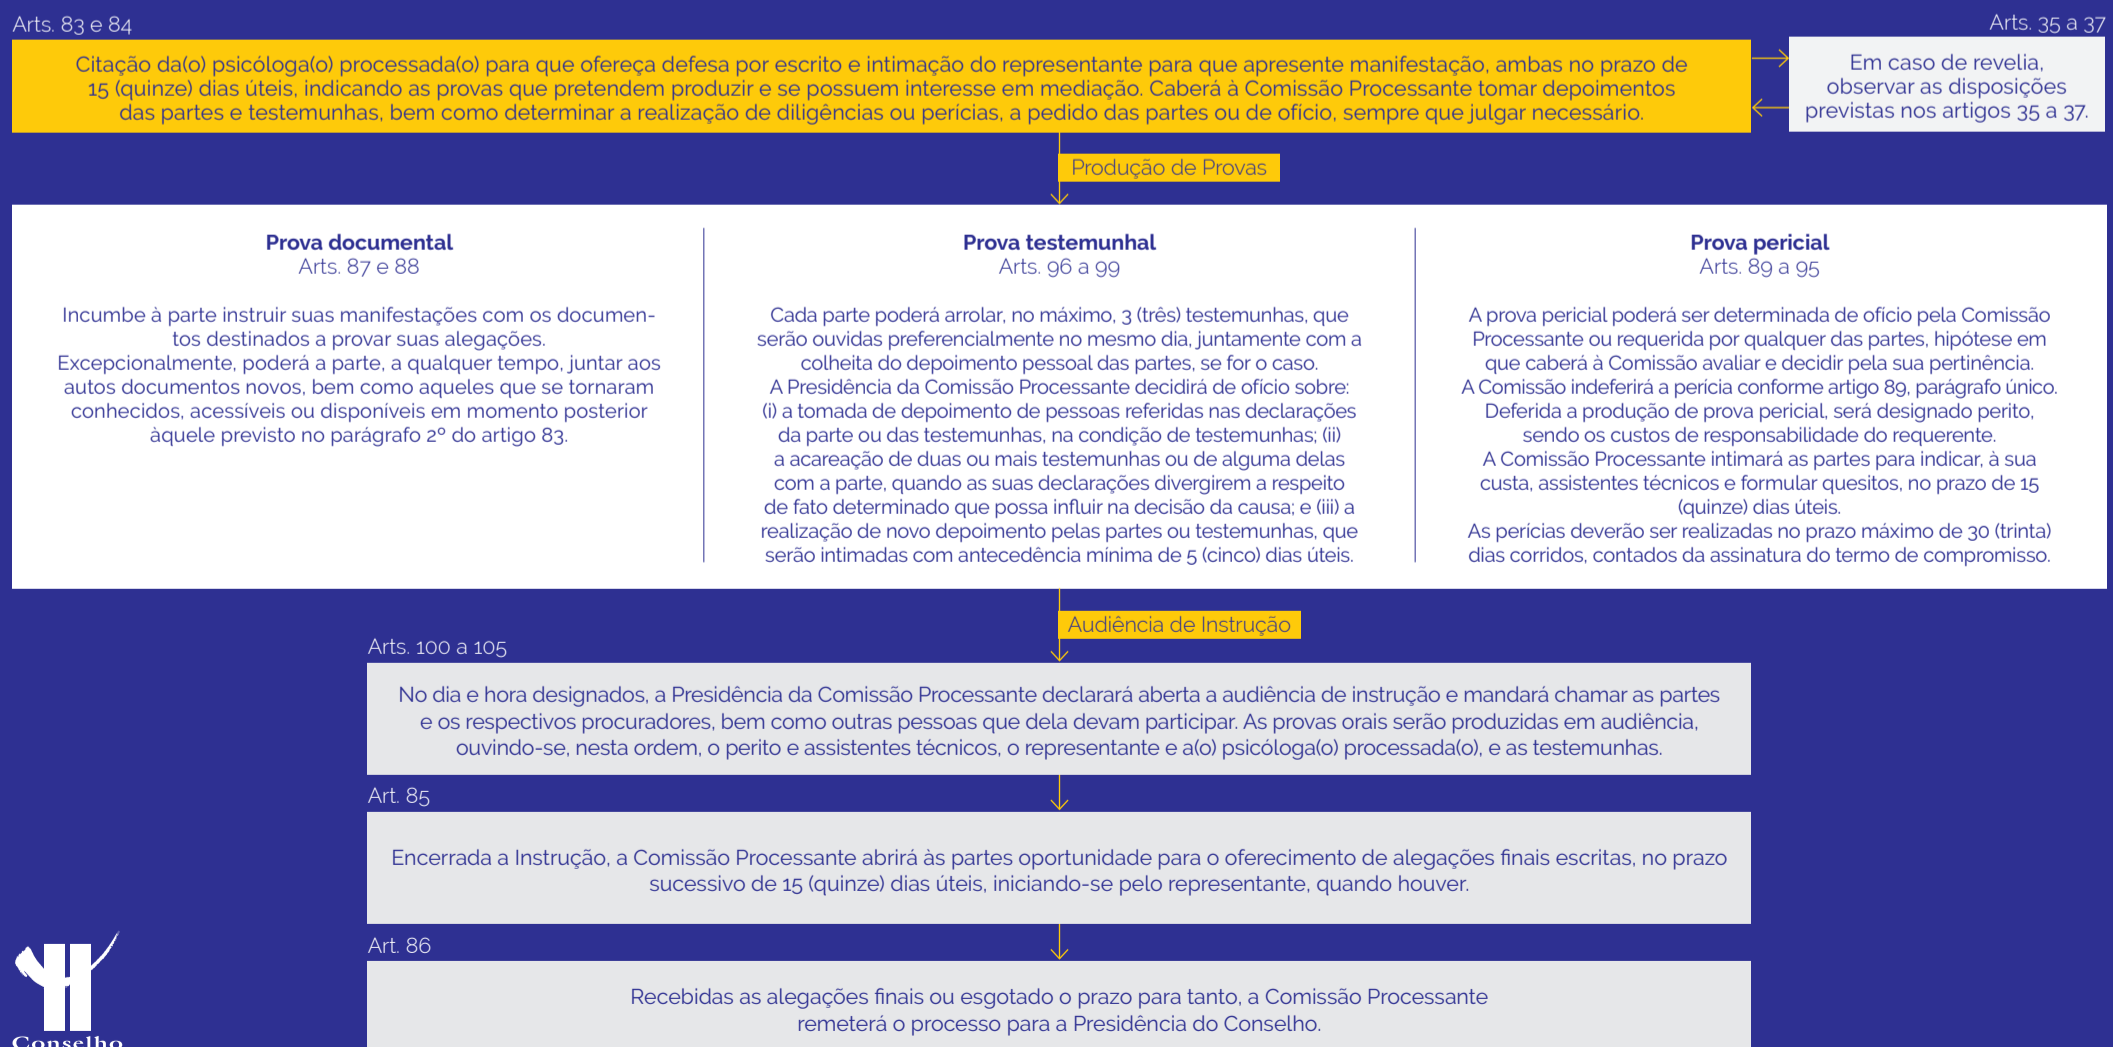 Arts. 83 e 84
Citação da(o) psicóloga(o) processada(o) para que ofereça defesa por escrito e intimação do representante para que apresente manifestação, ambas no prazo de
15 (quinze) dias úteis, indicando as provas que pretendem produzir e se possuem interesse em mediação. Caberá à Comissão Processante tomar depoimentos
das partes e testemunhas, bem como determinar a realização de diligências ou perícias, a pedido das partes ou de ofício, sempre que julgar necessário.
Arts. 35 a 37
Em caso de revelia,
observar as disposições
previstas nos artigos 35 a 37.
Produção de Provas
Prova documental
Arts. 87 e 88
Incumbe à parte instruir suas manifestações com os documen-
tos destinados a provar suas alegações.
Excepcionalmente, poderá a parte, a qualquer tempo, juntar aos
autos documentos novos, bem como aqueles que se tornaram
conhecidos, acessíveis ou disponíveis em momento posterior
àquele previsto no parágrafo 2º do artigo 83.
Prova testemunhal
Arts. 96 a 99
Cada parte poderá arrolar, no máximo, 3 (três) testemunhas, que
serão ouvidas preferencialmente no mesmo dia, juntamente com a
colheita do depoimento pessoal das partes, se for o caso.
A Presidência da Comissão Processante decidirá de ofício sobre:
(i) a tomada de depoimento de pessoas referidas nas declarações
da parte ou das testemunhas, na condição de testemunhas; (ii)
a acareação de duas ou mais testemunhas ou de alguma delas
com a parte, quando as suas declarações divergirem a respeito
de fato determinado que possa influir na decisão da causa; e (iii) a
realização de novo depoimento pelas partes ou testemunhas, que
serão intimadas com antecedência mínima de 5 (cinco) dias úteis.
Prova pericial
Arts. 89 a 95
A prova pericial poderá ser determinada de ofício pela Comissão
Processante ou requerida por qualquer das partes, hipótese em
que caberá à Comissão avaliar e decidir pela sua pertinência.
A Comissão indeferirá a perícia conforme artigo 89, parágrafo único.
Deferida a produção de prova pericial, será designado perito,
sendo os custos de responsabilidade do requerente.
A Comissão Processante intimará as partes para indicar, à sua
custa, assistentes técnicos e formular quesitos, no prazo de 15
(quinze) dias úteis.
As perícias deverão ser realizadas no prazo máximo de 30 (trinta)
dias corridos, contados da assinatura do termo de compromisso.
Audiência de Instrução
Arts. 100 a 105
No dia e hora designados, a Presidência da Comissão Processante declarará aberta a audiência de instrução e mandará chamar as partes
e os respectivos procuradores, bem como outras pessoas que dela devam participar. As provas orais serão produzidas em audiência,
ouvindo-se, nesta ordem, o perito e assistentes técnicos, o representante e a(o) psicóloga(o) processada(o), e as testemunhas.
Art. 85
Encerrada a Instrução, a Comissão Processante abrirá às partes oportunidade para o oferecimento de alegações finais escritas, no prazo
sucessivo de 15 (quinze) dias úteis, iniciando-se pelo representante, quando houver.
Art. 86
Recebidas as alegações finais ou esgotado o prazo para tanto, a Comissão Processante
remeterá o processo para a Presidência do Conselho.
Conselho